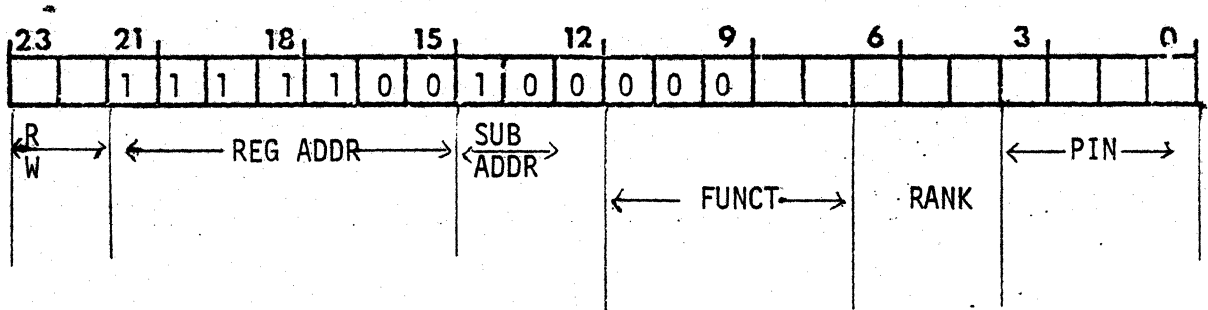 23 21 18 15 12 9 6 3 0
1 1 1 1 1 0 0 1 0 0 0 0 0
R
W
REG ADDR
SUB
ADDR
PIN
FUNCT
RANK